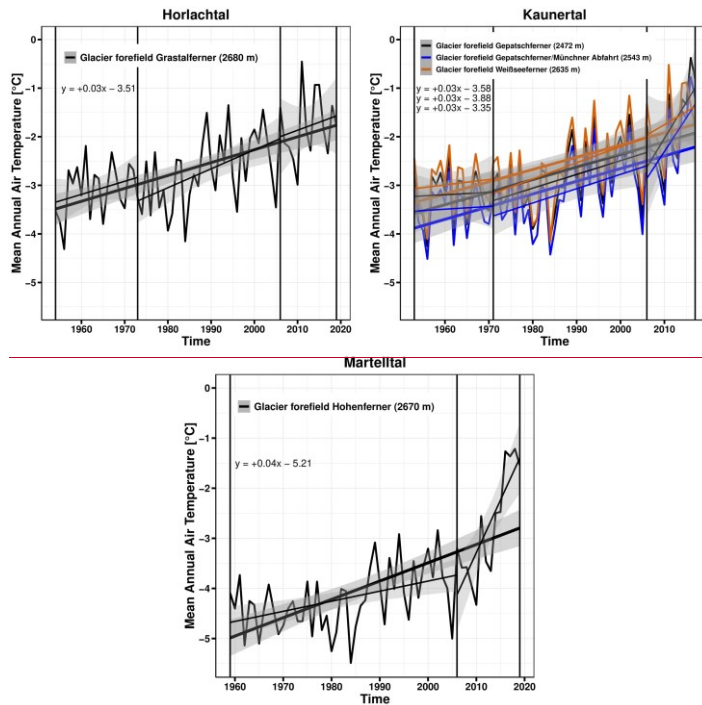 Horlachtal
Mean Annual Air Temperature [°C]
0
−1
−2
−3
−4
−5
Glacier forefield Grastalferner (2680 m)
y = +0.03x − 3.51
1960 1970 1980 1990 2000 2010 2020
Time
Kaunertal
Mean Annual Air Temperature [°C]
0
−1
−2
−3
−4
−5
Glacier forefield Gepatschferner (2472 m)
Glacier forefield Gepatschferner/Münchner Abfahrt (2543 m)
Glacier forefield Weißseeferner (2635 m)
y = +0.03x − 3.58
y = +0.03x − 3.88
y = +0.03x − 3.35
1960 1970 1980 1990 2000 2010
Time
Martelltal
Mean Annual Air Temperature [°C]
0
−1
−2
−3
−4
−5
Glacier forefield Hohenferner (2670 m)
y = +0.04x − 5.21
1960 1970 1980 1990 2000 2010 2020
Time